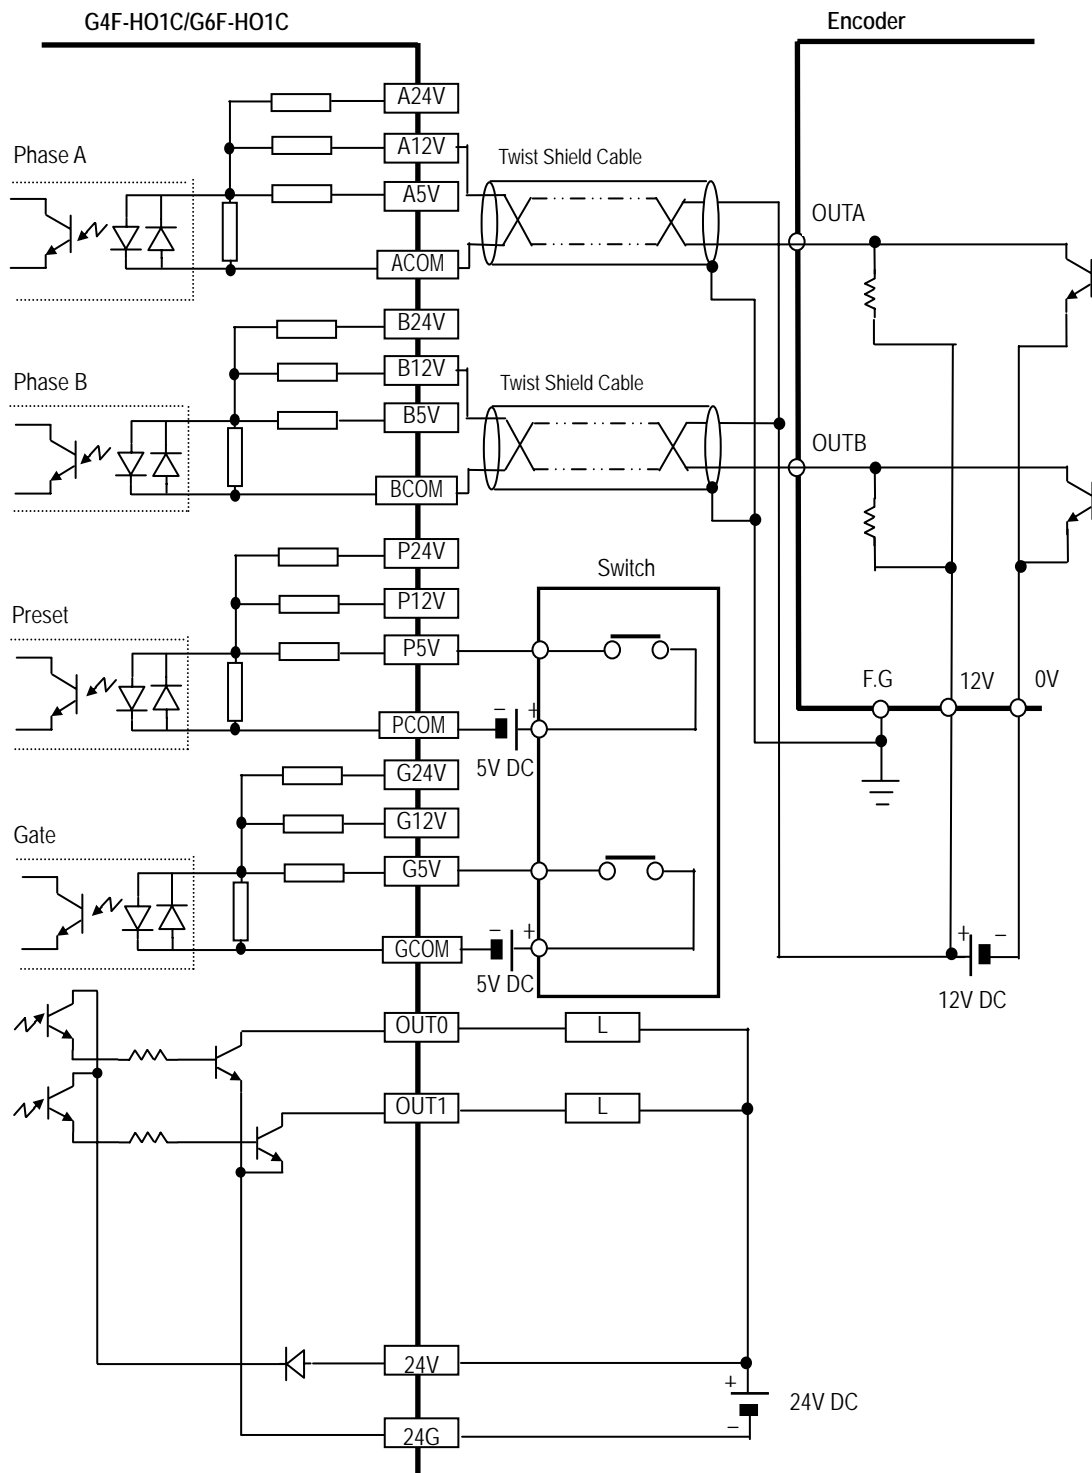 G4F-HO1C/G6F-HO1C
Encoder
A24V
A12V
Phase A
Twist Shield Cable
A5V
OUTA
ACOM
B24V
B12V
Phase B
Twist Shield Cable
B5V
OUTB
BCOM
P24V
Switch
P12V
Preset
P5V
F.G
12V
0V
PCOM
− +
5V DC
G24V
G12V
Gate
G5V
GCOM
− +
5V DC
+ −
12V DC
OUT0
L
OUT1
L
24V
+
24V DC
−
24G